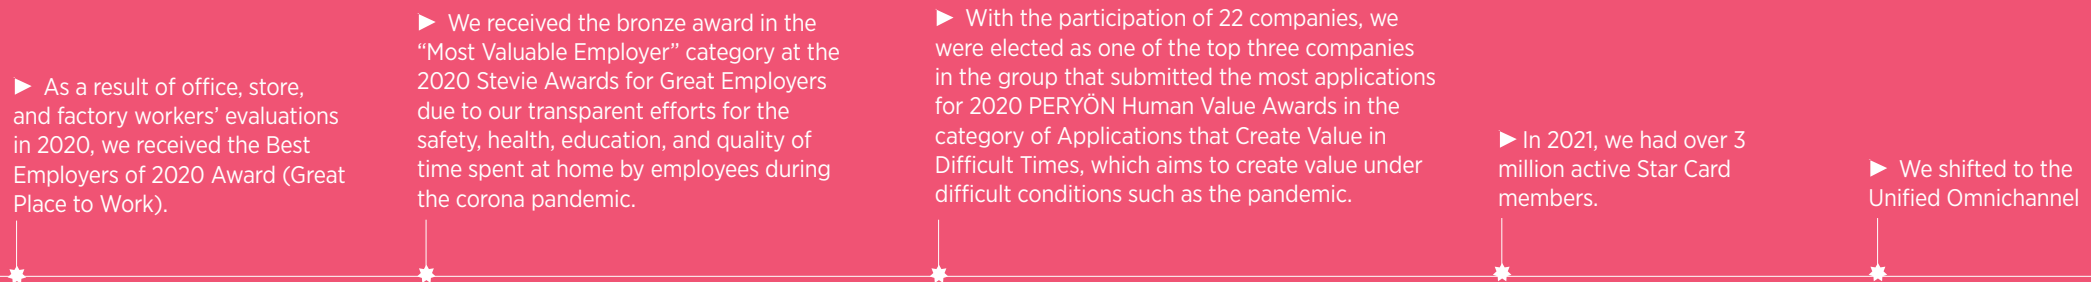 ► As a result of office, store,
and factory workers’ evaluations
in 2020, we received the Best
Employers of 2020 Award (Great
Place to Work).
► We received the bronze award in the
“Most Valuable Employer” category at the
2020 Stevie Awards for Great Employers
due to our transparent efforts for the
safety, health, education, and quality of
time spent at home by employees during
the corona pandemic.
► With the participation of 22 companies, we
were elected as one of the top three companies
in the group that submitted the most applications
for 2020 PERYÖN Human Value Awards in the
category of Applications that Create Value in
Difficult Times, which aims to create value under
difficult conditions such as the pandemic.
► In 2021, we had over 3
million active Star Card
members.
► We shifted to the
Unified Omnichannel